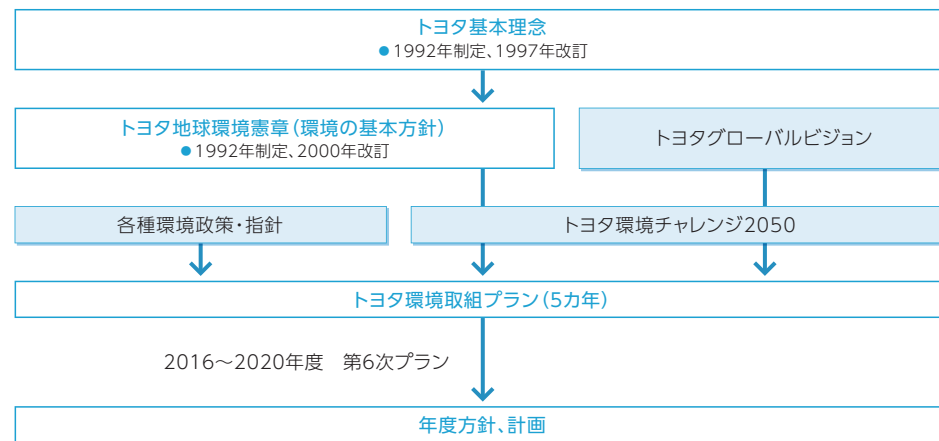 トヨタ基本理念
●1992年制定、1997年改訂
トヨタ地球環境憲章(環境の基本方針)
●1992年制定、2000年改訂
トヨタグローバルビジョン
各種環境政策・指針
トヨタ環境チャレンジ2050
トヨタ環境取組プラン(5カ年)
2016〜2020年度　第6次プラン
年度方針、計画